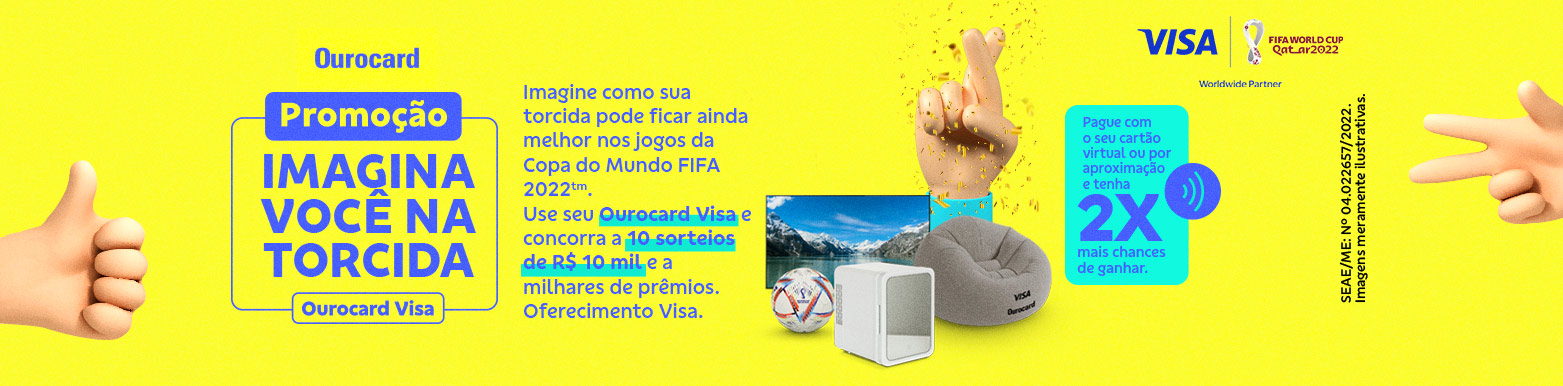 Ourocard
Promoção
IMAGINA
VOCÊ NA
TORCIDA
Ourocard Visa
Imagine como sua
torcida pode ficar ainda
melhor nos jogos da
Copa do Mundo FIFA
2022tm.
Use seu Ourocard Visa e
concorra a 10 sorteios
de R$ 10 mil e a
milhares de prêmios.
Oferecimento Visa.
VISA
Ourocard
Pague com
o seu cartão
virtual ou por
aproximação
e tenha
2X
mais chances
de ganhar.
VISA
FIFA WORLD CUP
Qatar2022
Worldwide Partner
SEAE/ME: Nº 04.022657/2022.
Imagens meramente ilustrativas.